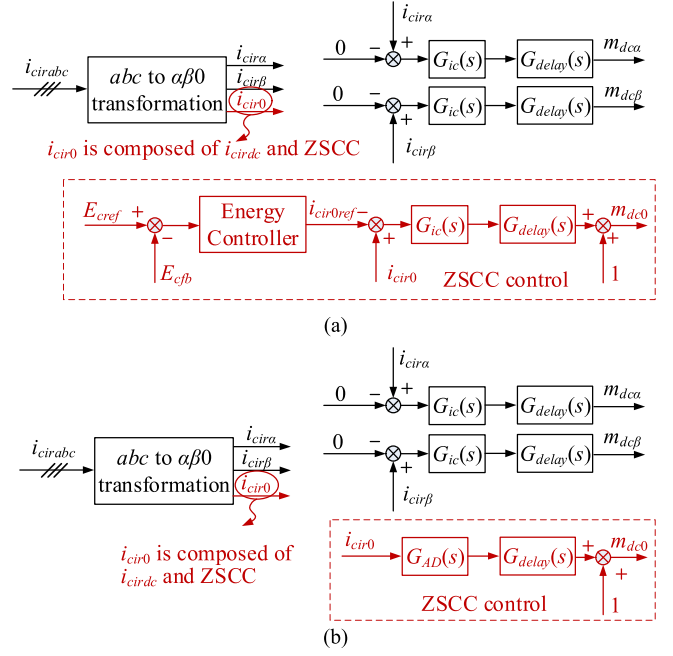 i_cirabc
abc to αβ0
transformation
i_cirα
i_cirβ
i_cir0
i_cir0 is composed of i_cirdc and ZSCC
i_cirα
0 − + G_ic(s) G_delay(s) m_dcα
0 − + G_ic(s) G_delay(s) m_dcβ
i_cirβ
E_cref + − Energy
Controller
i_cir0ref − + G_ic(s) G_delay(s) + + m_dc0
E_cfb
i_cir0
1
ZSCC control
(a)
i_cirabc
abc to αβ0
transformation
i_cirα
i_cirβ
i_cir0
i_cir0 is composed of
i_cirdc and ZSCC
i_cirα
0 − + G_ic(s) G_delay(s) m_dcα
0 − + G_ic(s) G_delay(s) m_dcβ
i_cirβ
i_cir0 G_AD(s) G_delay(s) + + m_dc0
ZSCC control
1
(b)